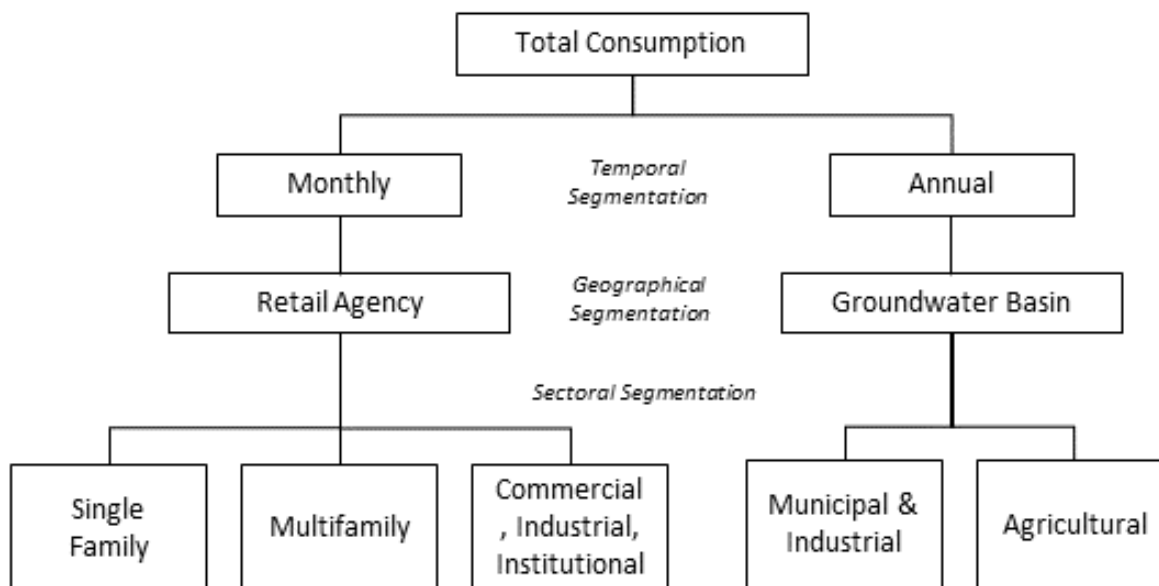 Total Consumption
Monthly
Temporal
Segmentation
Annual
Retail Agency
Geographical
Segmentation
Groundwater Basin
Sectoral Segmentation
Single
Family
Multifamily
Commercial
, Industrial,
Institutional
Municipal &
Industrial
Agricultural